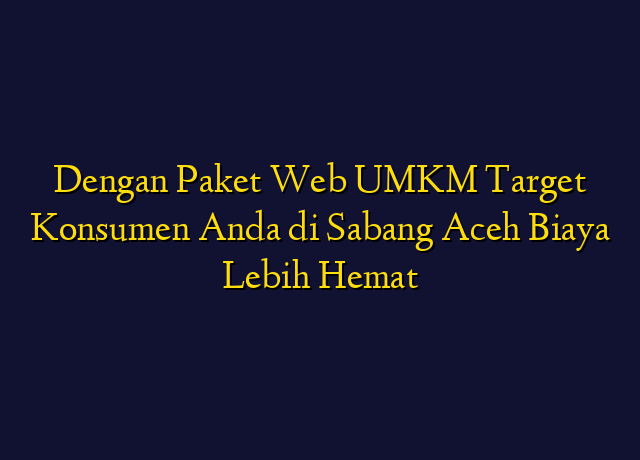 Dengan Paket Web UMKM Target
Konsumen Anda di Sabang Aceh Biaya
Lebih Hemat